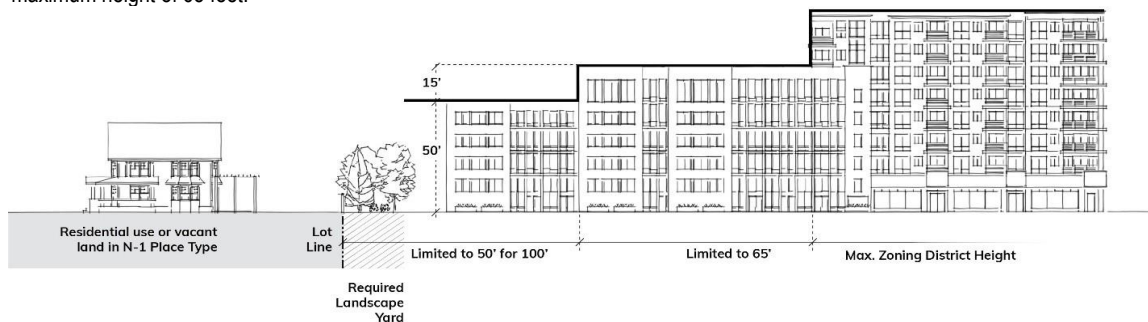 15'
50'
Residential use or vacant
land in N-1 Place Type
Lot
Line
Limited to 50' for 100'
Limited to 65'
Max. Zoning District Height
Required
Landscape
Yard